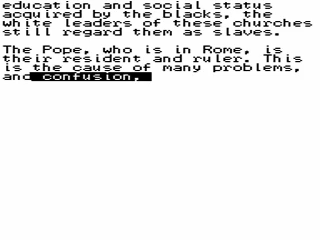 education and social status
acquired by the blacks, the
white leaders of these churches
still regard them as slaves.
The Pope, who is in Rome, is
their resident and ruler. This
is the cause of many problems,
and confusion,